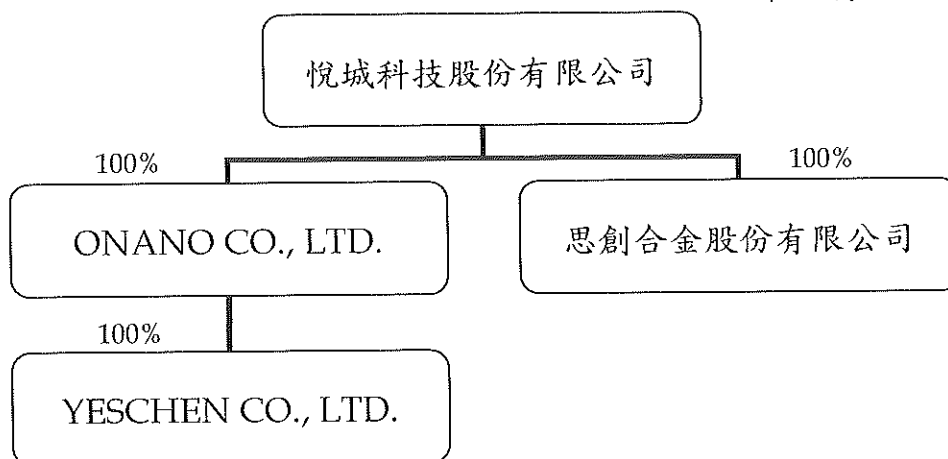 悅城科技股份有限公司
100%
100%
ONANO CO., LTD.
思創合金股份有限公司
100%
YESCHEN CO., LTD.